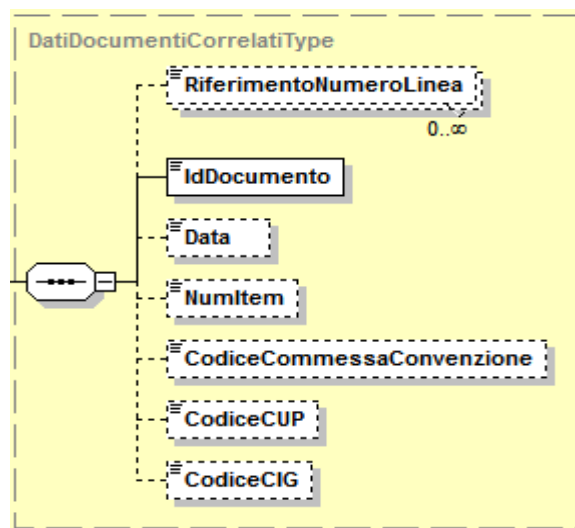 DatiDocumentiCorrelatiType
RiferimentoNumeroLinea
0..∞
IdDocumento
Data
NumItem
CodiceCommessaConvenzione
CodiceCUP
CodiceCIG